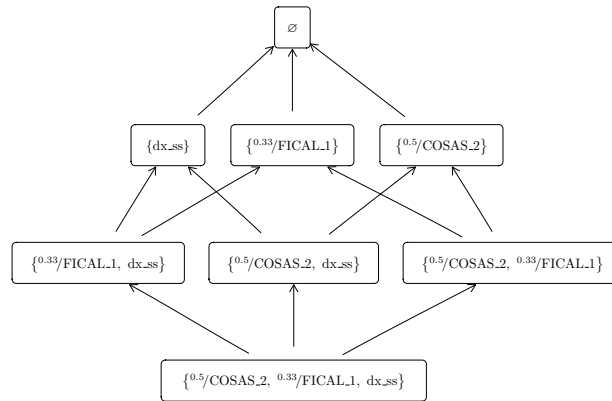 ∅
{dx_ss} {⁰·³³/FICAL_1} {⁰·⁵/COSAS_2}
{⁰·³³/FICAL_1, dx_ss} {⁰·⁵/COSAS_2, dx_ss} {⁰·⁵/COSAS_2, ⁰·³³/FICAL_1}
{⁰·⁵/COSAS_2, ⁰·³³/FICAL_1, dx_ss}